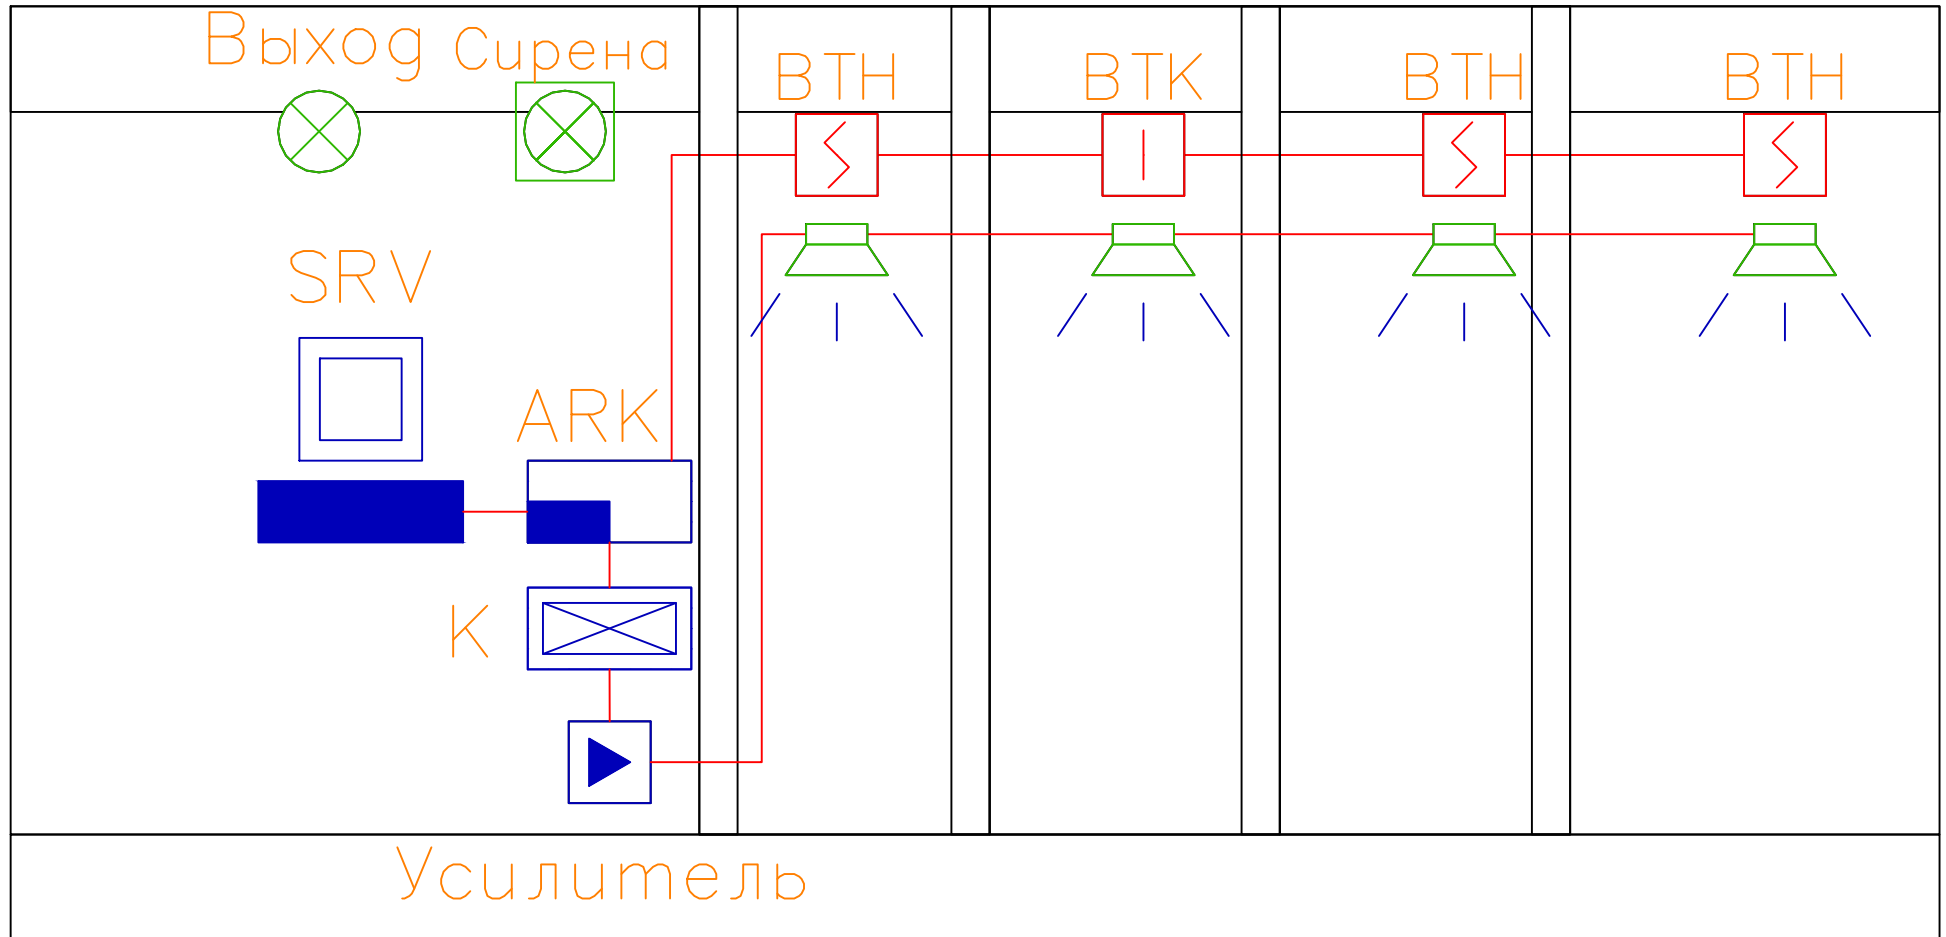 Выход Сирена
ВТН ВТК ВТН ВТН
SRV
ARK
K
Усилитель